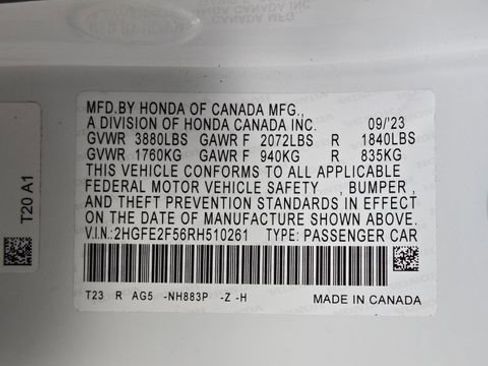 MFD.BY HONDA OF CANADA MFG.,
A DIVISION OF HONDA CANADA INC. 09/'23
GVWR 3880LBS GAWR F 2072LBS R 1840LBS
GVWR 1760KG GAWR F 940KG R 835KG
THIS VEHICLE CONFORMS TO ALL APPLICABLE
FEDERAL MOTOR VEHICLE SAFETY , BUMPER ,
AND THEFT PREVENTION STANDARDS IN EFFECT
ON THE DATE OF MANUFACTURE SHOWN ABOVE.
V.I.N.:2HGFE2F56RH510261 TYPE: PASSENGER CAR
T23 R AG5 -NH883P -Z -H MADE IN CANADA
T20 A1